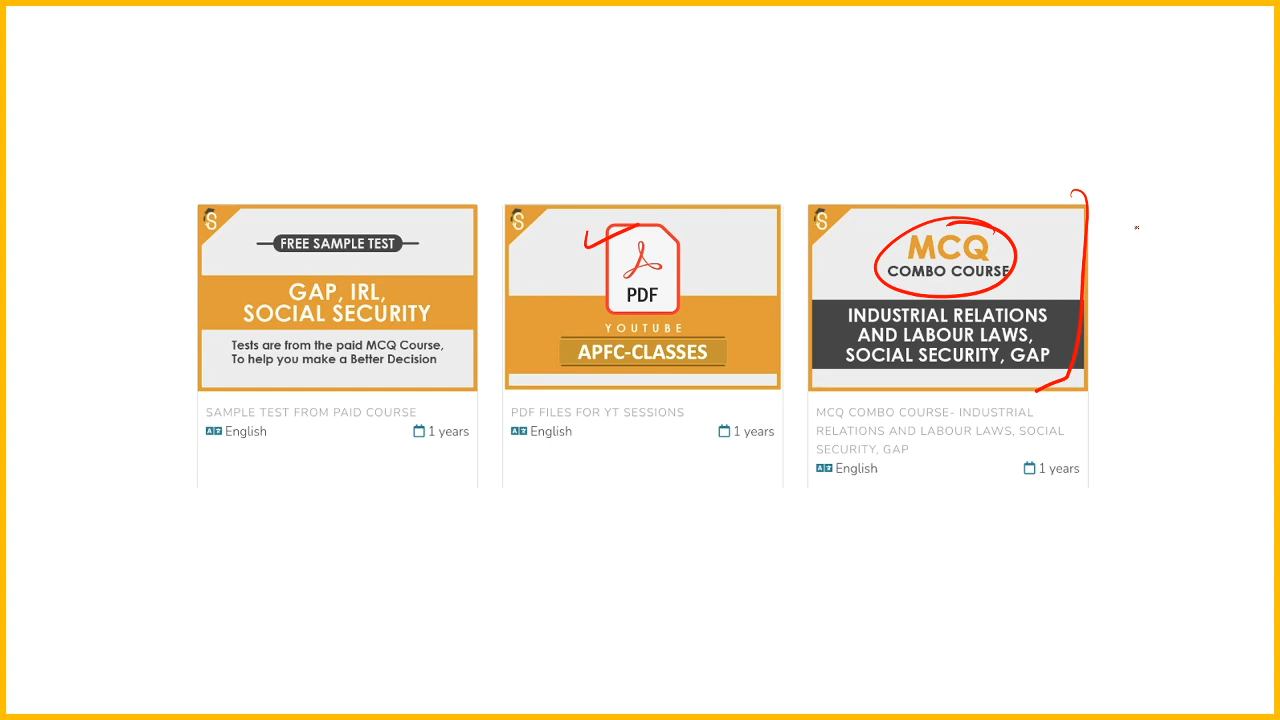 FREE SAMPLE TEST
GAP, IRL,
SOCIAL SECURITY
Tests are from the paid MCQ Course,
To help you make a Better Decision
SAMPLE TEST FROM PAID COURSE
English
1 years
PDF
YOUTUBE
APFC-CLASSES
PDF FILES FOR YT SESSIONS
English
1 years
MCQ
COMBO COURSE
INDUSTRIAL RELATIONS
AND LABOUR LAWS,
SOCIAL SECURITY, GAP
MCQ COMBO COURSE- INDUSTRIAL
RELATIONS AND LABOUR LAWS, SOCIAL
SECURITY, GAP
English
1 years